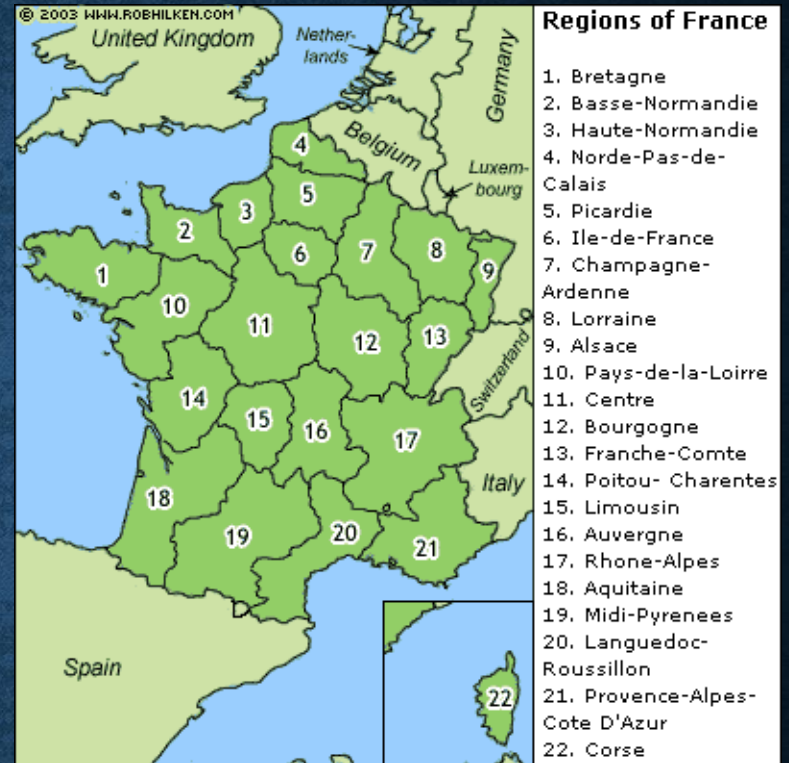 © 2003 WWW.ROBHILKEN.COM
United Kingdom
Nether-
lands
Germany
Belgium
Luxem-
bourg
Switzerland
Italy
Spain
4
5
3
2
6
7
8
9
1
10
11
12
13
14
15
16
17
18
19
20
21
22
Regions of France
1. Bretagne
2. Basse-Normandie
3. Haute-Normandie
4. Norde-Pas-de-
Calais
5. Picardie
6. Ile-de-France
7. Champagne-
Ardenne
8. Lorraine
9. Alsace
10. Pays-de-la-Loirre
11. Centre
12. Bourgogne
13. Franche-Comte
14. Poitou- Charentes
15. Limousin
16. Auvergne
17. Rhone-Alpes
18. Aquitaine
19. Midi-Pyrenees
20. Languedoc-
Roussillon
21. Provence-Alpes-
Cote D'Azur
22. Corse